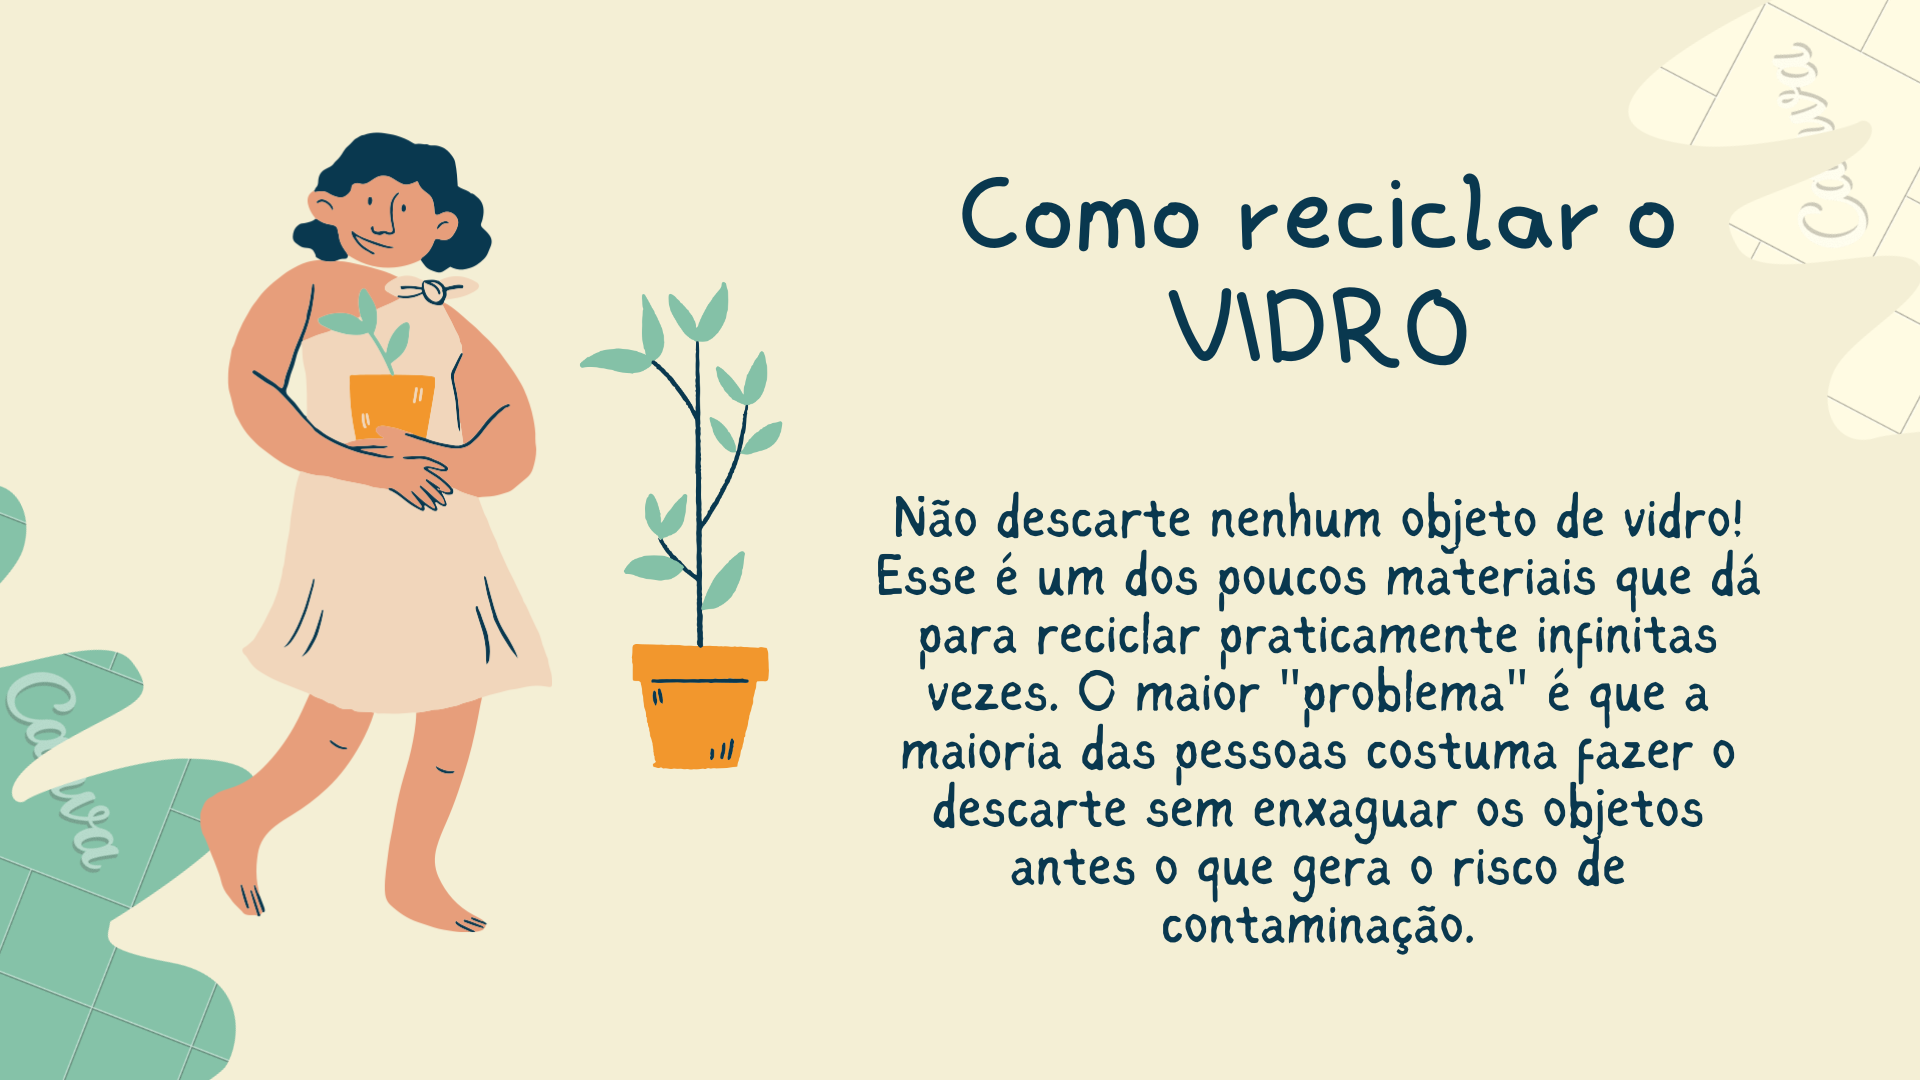 Como reciclar o
VIDRO
Não descarte nenhum objeto de vidro!
Esse é um dos poucos materiais que dá
para reciclar praticamente infinitas
vezes. O maior "problema" é que a
maioria das pessoas costuma fazer o
descarte sem enxaguar os objetos
antes o que gera o risco de
contaminação.
Canva
Canva